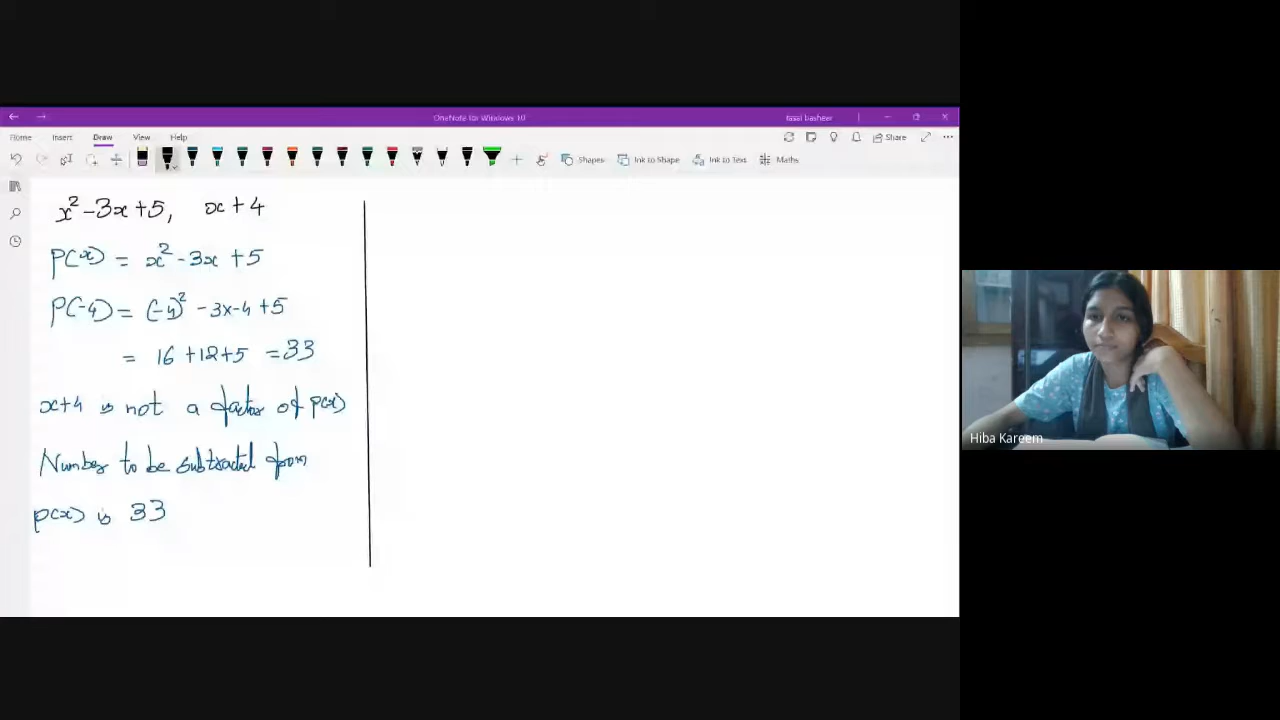 OneNote for Windows 10
fasal basheer
Home Insert Draw View Help
Share
Shapes Ink to Shape Ink to Text Maths
x² -3x +5, x + 4
P(x) = x² - 3x + 5
P(-4) = (-4)² - 3x-4 +5
= 16 +12+5 = 33
x+4 is not a factor of p(x)
Number to be subtracted from
p(x) is 33
Hiba Kareem